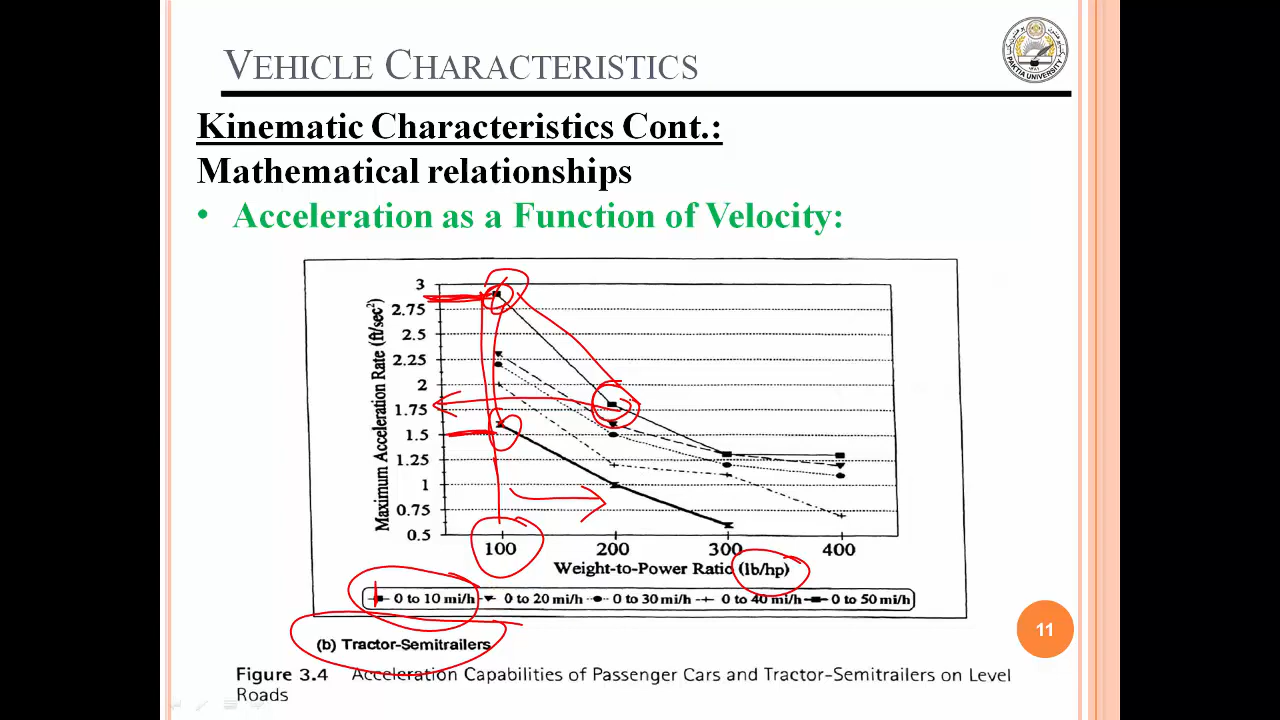 VEHICLE CHARACTERISTICS
PAKTIA UNIVERSITY
Kinematic Characteristics Cont.:
Mathematical relationships
• Acceleration as a Function of Velocity:
Maximum Acceleration Rate (ft/sec²)
3
2.75
2.5
2.25
2
1.75
1.5
1.25
1
0.75
0.5
100 200 300 400
Weight-to-Power Ratio (lb/hp)
0 to 10 mi/h 0 to 20 mi/h 0 to 30 mi/h 0 to 40 mi/h 0 to 50 mi/h
(b) Tractor-Semitrailers
11
Figure 3.4 Acceleration Capabilities of Passenger Cars and Tractor-Semitrailers on Level
Roads